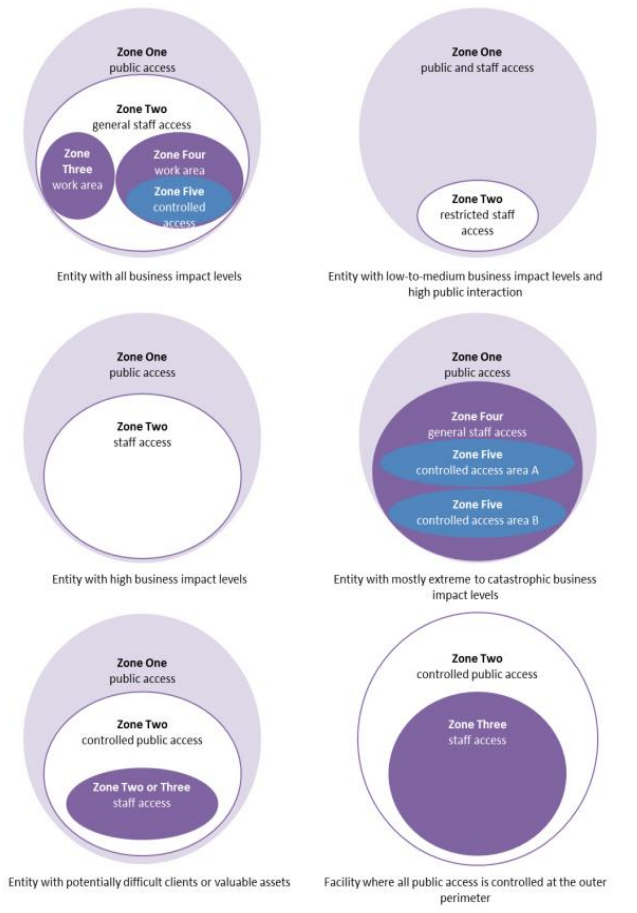 Zone One
public access
Zone Two
general staff access
Zone
Three
work area
Zone Four
work area
Zone Five
controlled
access
Entity with all business impact levels
Zone One
public and staff access
Zone Two
restricted staff
access
Entity with low-to-medium business impact levels and
high public interaction
Zone One
public access
Zone Two
staff access
Entity with high business impact levels
Zone One
public access
Zone Four
general staff access
Zone Five
controlled access area A
Zone Five
controlled access area B
Entity with mostly extreme to catastrophic business
impact levels
Zone One
public access
Zone Two
controlled public access
Zone Two or Three
staff access
Entity with potentially difficult clients or valuable assets
Zone Two
controlled public access
Zone Three
staff access
Facility where all public access is controlled at the outer
perimeter